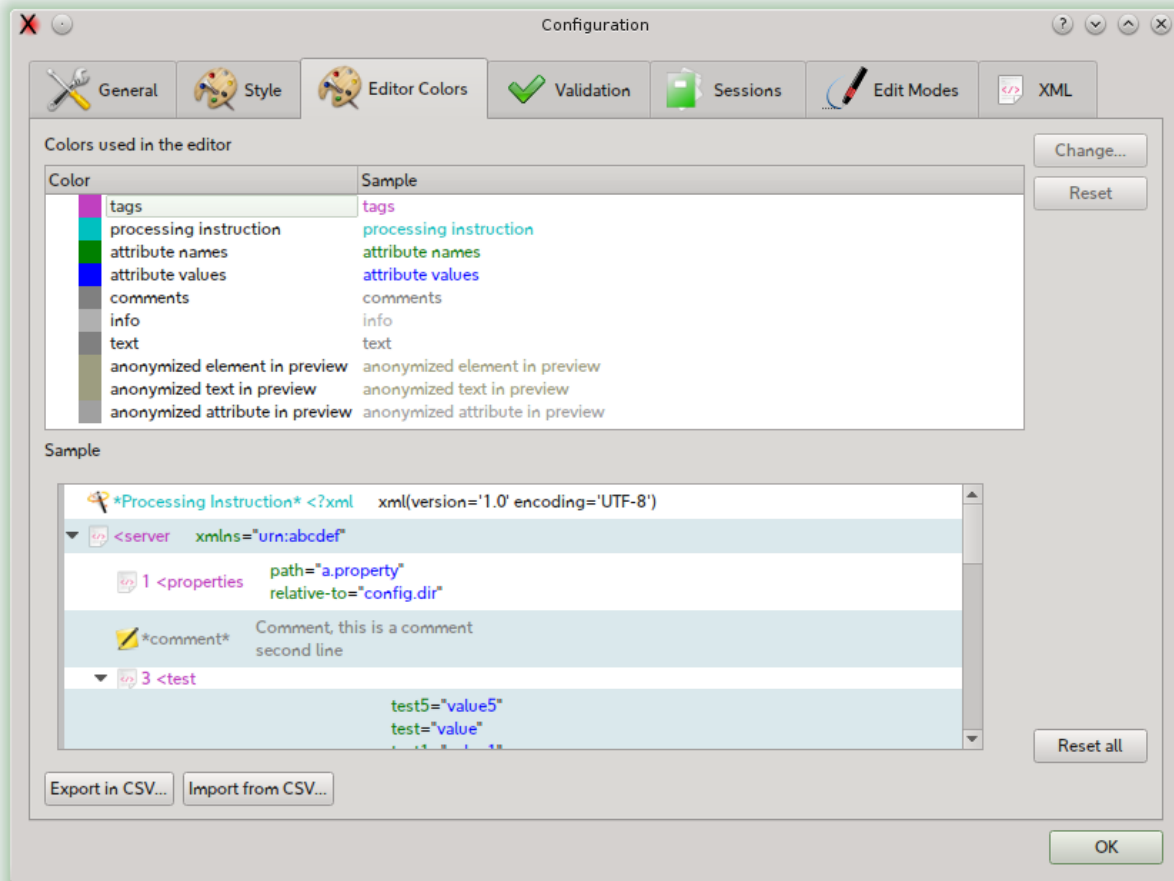 Configuration
General Style Editor Colors Validation Sessions Edit Modes XML
Colors used in the editor
Change...
Color Sample
Reset
tags tags
processing instruction processing instruction
attribute names attribute names
attribute values attribute values
comments comments
info info
text text
anonymized element in preview anonymized element in preview
anonymized text in preview anonymized text in preview
anonymized attribute in preview anonymized attribute in preview
Sample
*Processing Instruction* <?xml xml(version='1.0' encoding='UTF-8')
<server xmlns="urn:abcdef"
1 <properties path="a.property"
relative-to="config.dir"
*comment* Comment, this is a comment
second line
3 <test
test5="value5"
test="value"
Reset all
Export in CSV... Import from CSV...
OK